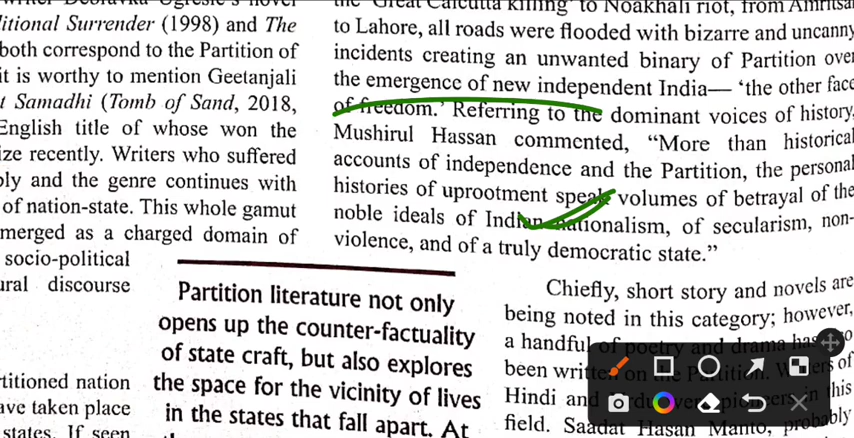 ditional Surrender (1998) and The
both correspond to the Partition of
it is worthy to mention Geetanjali
t Samadhi (Tomb of Sand, 2018,
English title of whose won the
ize recently. Writers who suffered
ply and the genre continues with
of nation-state. This whole gamut
merged as a charged domain of
socio-political
ural discourse
rtitioned nation
ave taken place
states. If seen
Partition literature not only
opens up the counter-factuality
of state craft, but also explores
the space for the vicinity of lives
in the states that fall apart. At
the 'Great Calcutta killing' to Noakhali riot, from Amritsar
to Lahore, all roads were flooded with bizarre and uncanny
incidents creating an unwanted binary of Partition over
the emergence of new independent India— 'the other face
of freedom.' Referring to the dominant voices of history,
Mushirul Hassan commented, “More than historical
accounts of independence and the Partition, the personal
histories of uprootment speak volumes of betrayal of the
noble ideals of Indian nationalism, of secularism, non-
violence, and of a truly democratic state.”
Chiefly, short story and novels are
being noted in this category; however,
a handful of poetry and drama has
been written on the Partition. of
Hindi and pioneers in this
field. Saadat Hasan Manto, probably